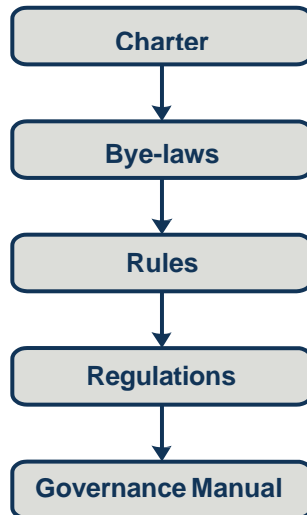 Charter
Bye-laws
Rules
Regulations
Governance Manual